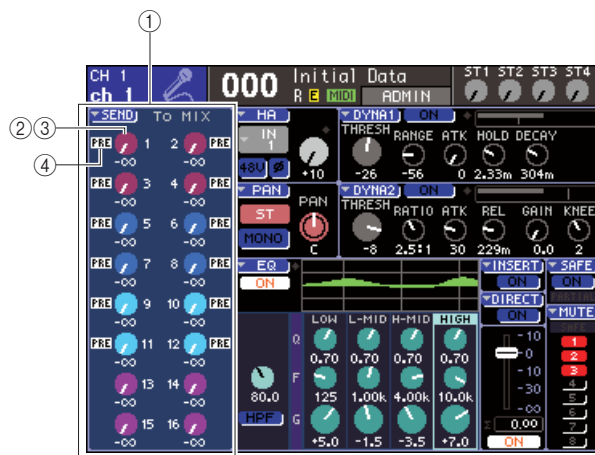 ①
②③
④
CH 1
ch 1
000
Initial Data
R E MIDI ADMIN
ST1 ST2 ST3 ST4
SEND To MIX
PRE 1 2 PRE
-∞ -∞
PRE 3 4 PRE
-∞ -∞
PRE 5 6 PRE
-∞ -∞
PRE 7 8 PRE
-∞ -∞
PRE 9 10 PRE
-∞ -∞
PRE 11 12 PRE
-∞ -∞
13 14
-∞ -∞
15 16
-∞ -∞
HA
IN
1
48V Ø
+10
PAN
ST
MONO
PAN
C
DYNA1 ON
THRESH RANGE ATK HOLD DECAY
-26 -56 0 2.33m 304m
DYNA2 ON
THRESH RATIO ATK REL GAIN KNEE
-8 2.5:1 30 229m 0.0 2
EQ
ON
LOW L-MID H-MID HIGH
Q 0.70 0.70 0.70 0.70
F 125 1.00k 4.00k 10.0k
G +5.0 -1.5 -3.5 +7.0
80.0
HPF
INSERT
ON
DIRECT
ON
10
0
-10
-30
-∞
Σ 0.00
ON
SAFE
ON
PARTIAL
MUTE
SAFE
1
2
3
4
5
6
7
8